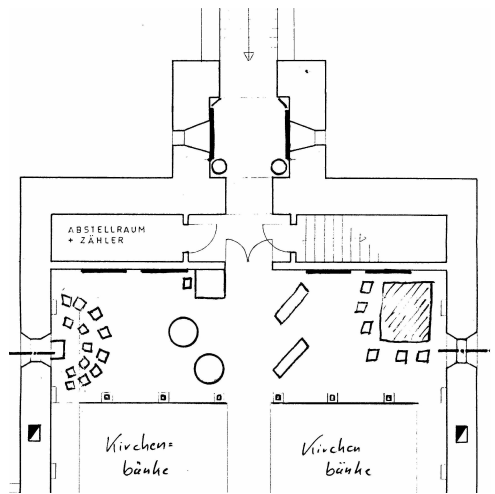 ABSTELLRAUM
+ ZÄHLER
Kirchen=
bänke
Kirchen
bänke